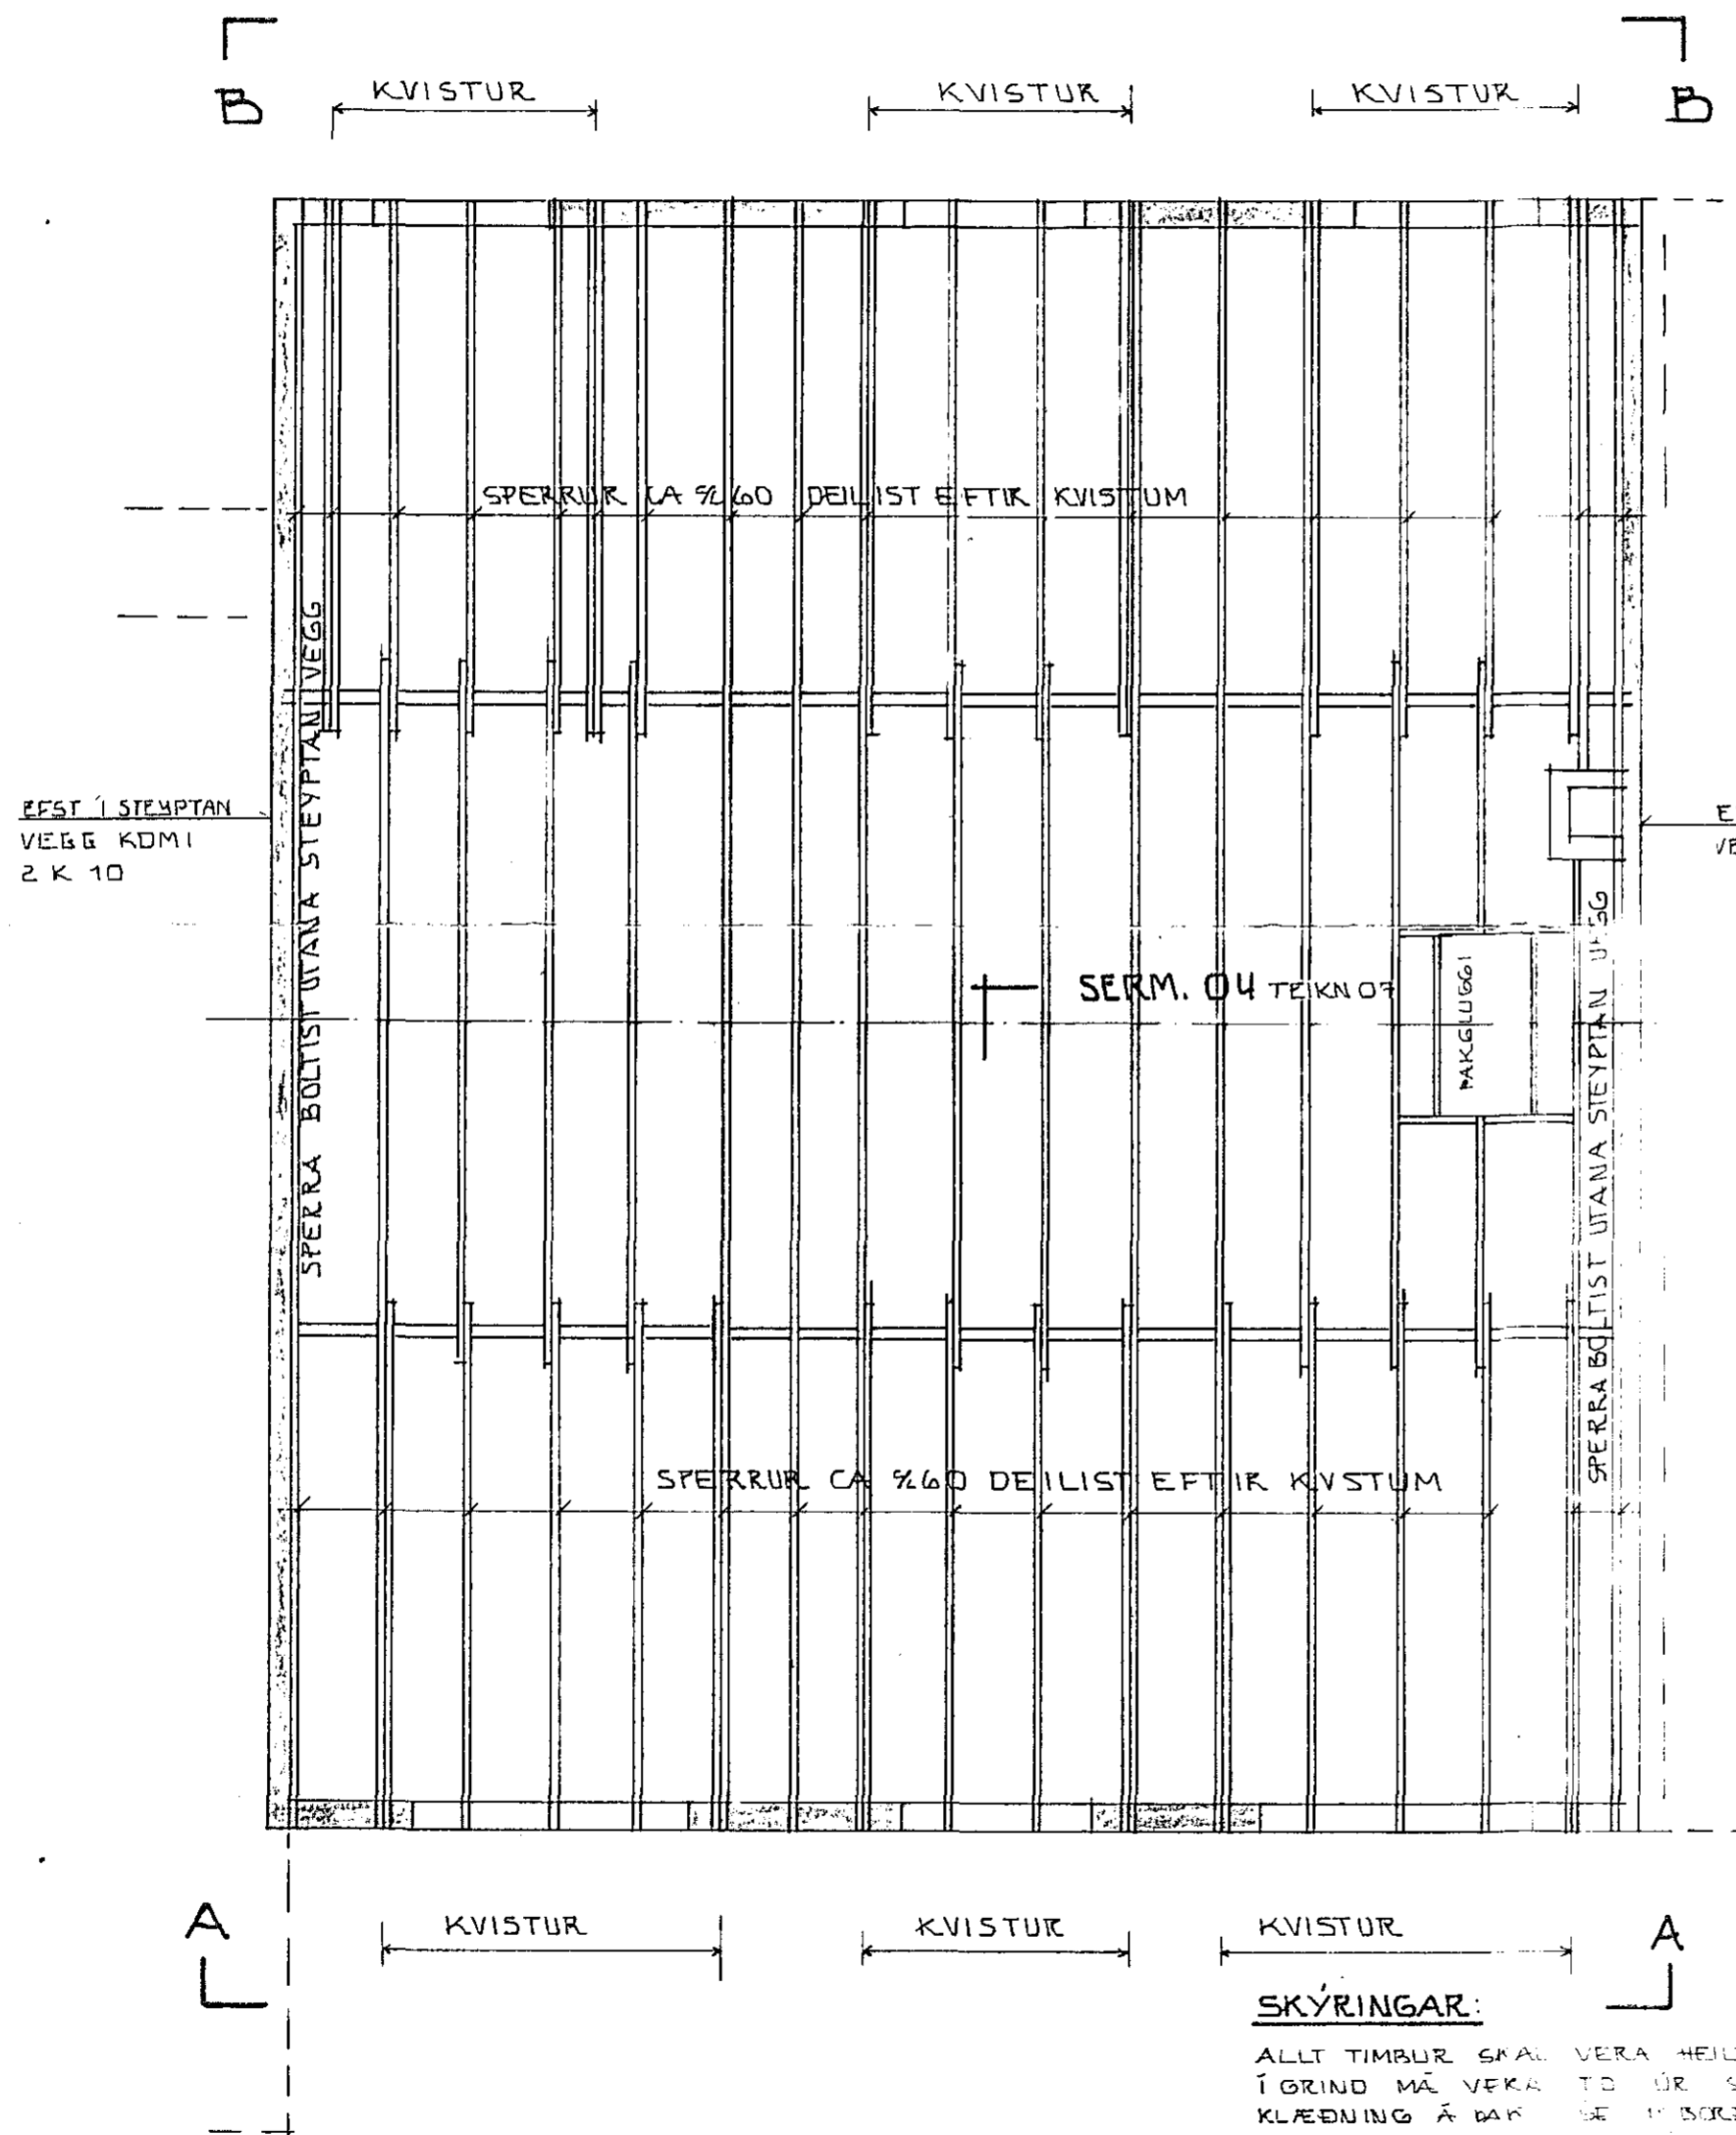 B
KVISTUR
KVISTUR
KVISTUR
B
SPERRUR CA % 60 DEILIST EFTIR KVISTUM
SPERRA BOLTIST UTANA STEYPTAN VEGG
EFST Í STEYPTAN
VEGG KOMI
2 K 10
E
SERM. 04 TEIKN 07
ÞAKGLUGGI
SPERRA BOLTIST UTANA STEYPTAN VEGG
SPERRUR CA % 60 DEILIST EFTIR KVSTUM
A
KVISTUR
KVISTUR
KVISTUR
A
SKÝRINGAR:
ALLT TIMBUR SKAL VERA
Í GRIND MÁ VERA ÚR
KLÆÐNING Á ÞAK